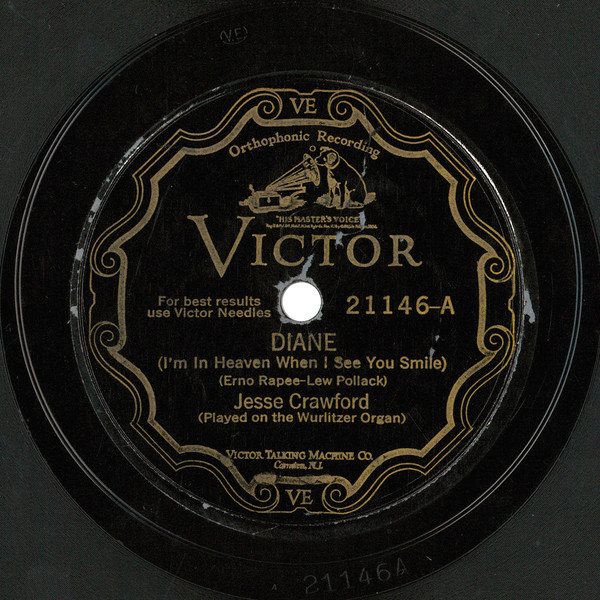 (VE)
VE
Orthophonic Recording
"HIS MASTER'S VOICE"
VICTOR
For best results
use Victor Needles
21146-A
DIANE
(I'm In Heaven When I See You Smile)
(Erno Rapee-Lew Pollack)
Jesse Crawford
(Played on the Wurlitzer Organ)
VICTOR TALKING MACHINE CO.
Camden, N.J.
VE
21146A